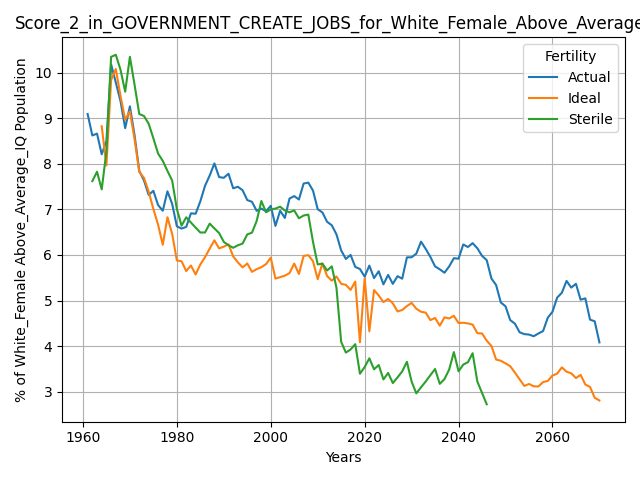 Score_2_in_GOVERNMENT_CREATE_JOBS_for_White_Female_Above_Average
% of White_Female Above_Average_IQ Population
10
9
8
7
6
5
4
3
Fertility
Actual
Ideal
Sterile
1960 1980 2000 2020 2040 2060
Years